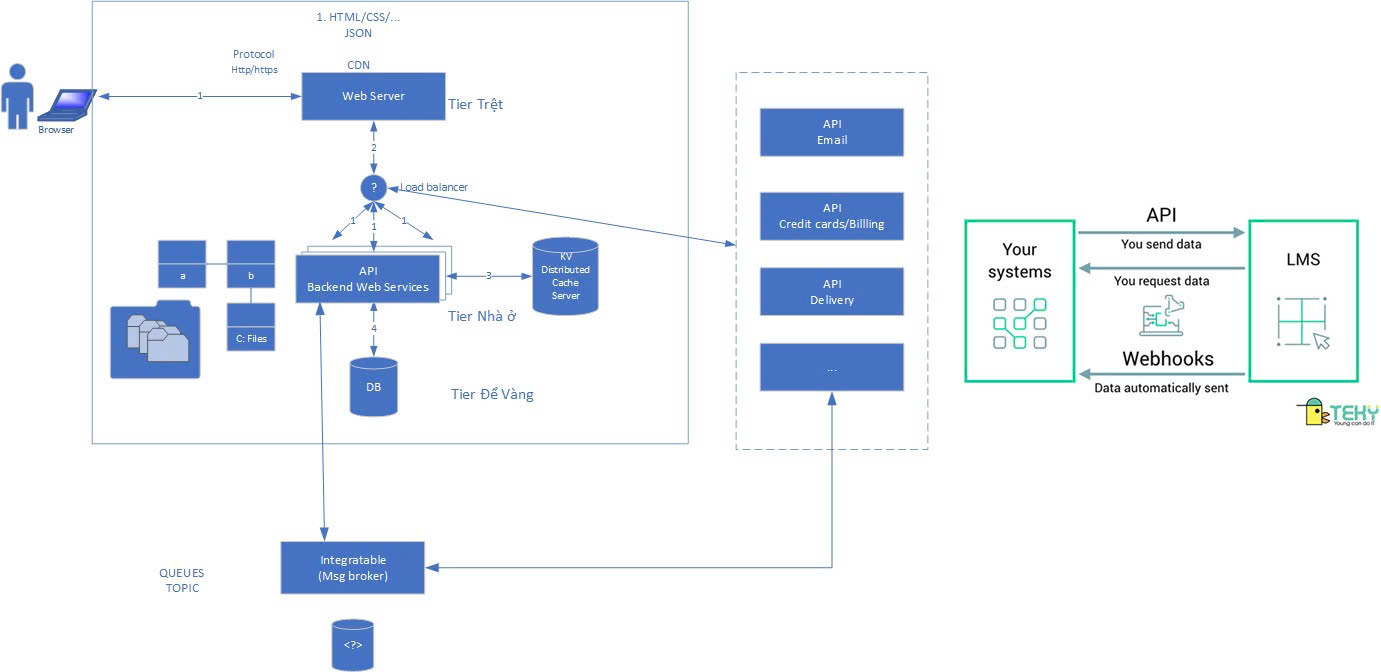 1. HTML/CSS/...
JSON
Protocol
Http/https
CDN
Web Server
Tier Trệt
1
Browser
2
?
Load balancer
1
1
1
a
b
C: Files
API
Backend Web Services
3
KV
Distributed
Cache
Server
Tier Nhà ở
4
DB
Tier Để Vàng
API
Email
API
Credit cards/Billling
API
Delivery
...
Integratable
(Msg broker)
QUEUES
TOPIC
<?>
Your
systems
API
You send data
You request data
Webhooks
Data automatically sent
LMS
TEKY
Young can do IT